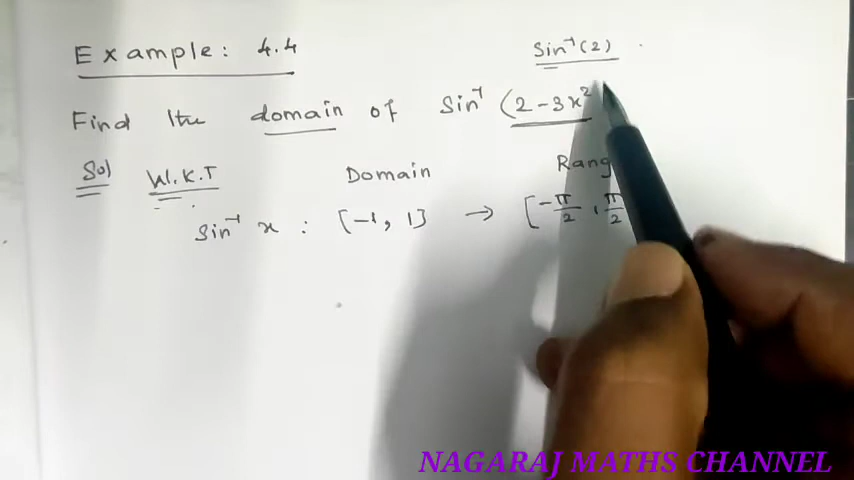 Example: 4.4
Sin⁻¹(2)
Find the domain of Sin⁻¹ (2-3x²
Sol W.K.T Domain Rang
Sin⁻¹ x : [-1, 1] → [-π/2, π/2
NAGARAJ MATHS CHANNEL